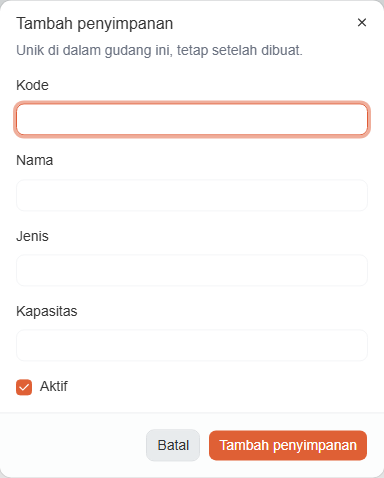 Tambah penyimpanan
Unik di dalam gudang ini, tetap setelah dibuat.
Kode
Nama
Jenis
Kapasitas
Aktif
Batal
Tambah penyimpanan